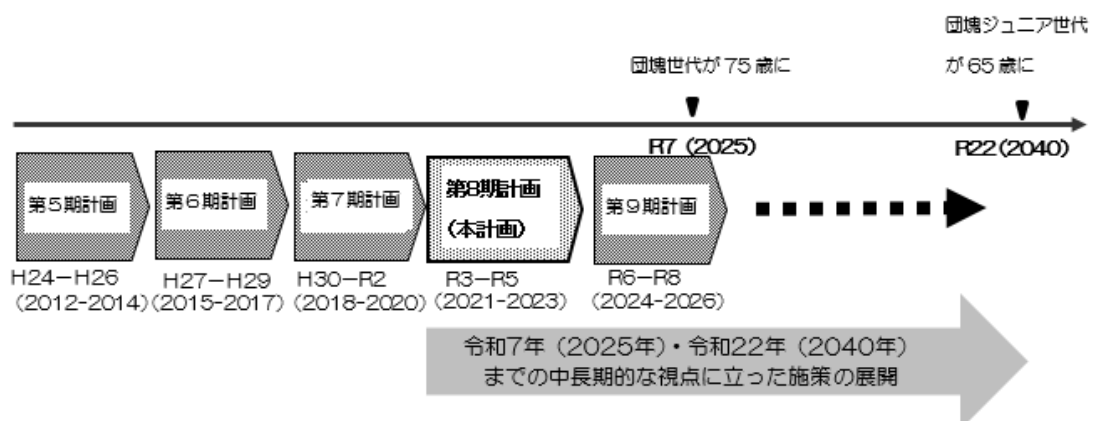 団塊ジュニア世代
が65歳に
団塊世代が75歳に
R7 (2025)
R22(2040)
第5期計画
第6期計画
第7期計画
第8期計画
(本計画)
第9期計画
H24－H26
(2012-2014)
H27－H29
(2015-2017)
H30－R2
(2018-2020)
R3－R5
(2021-2023)
R6－R8
(2024-2026)
令和7年（2025年）・令和22年（2040年）
までの中長期的な視点に立った施策の展開